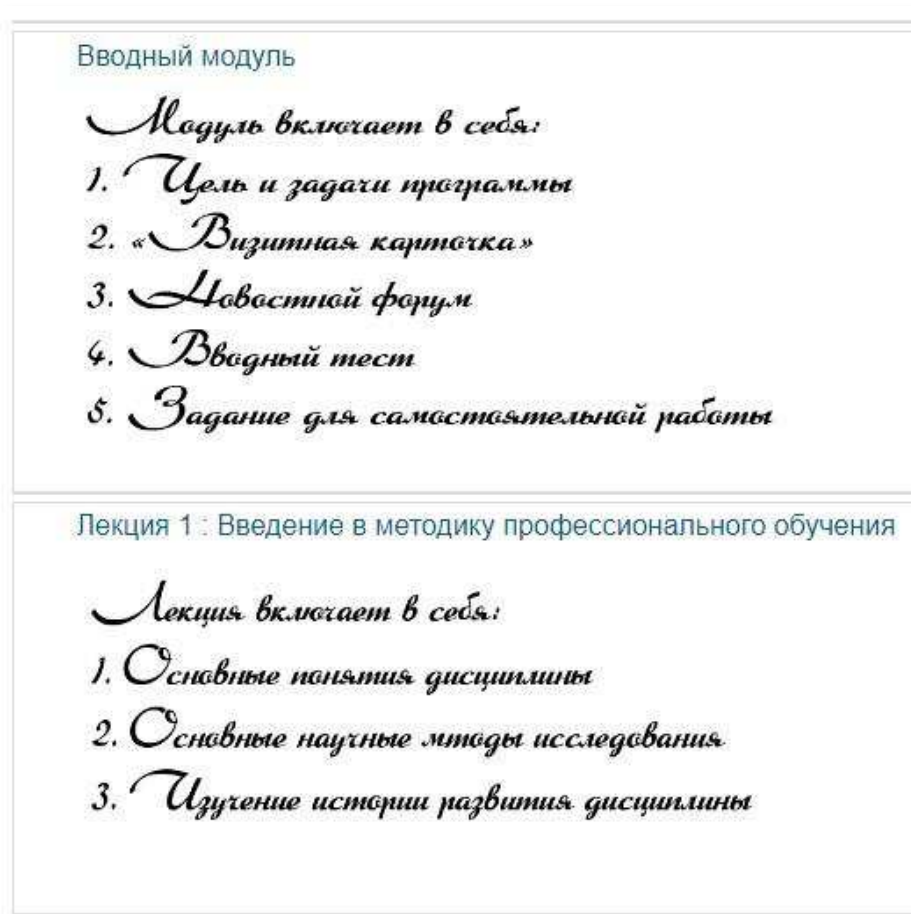 Вводный модуль
Модуль включает в себя:
1. Цель и задачи программы
2. «Визитная карточка»
3. Новостной форум
4. Вводный тест
5. Задание для самостоятельной работы
Лекция 1 : Введение в методику профессионального обучения
Лекция включает в себя:
1. Основные понятия дисциплины
2. Основные научные мтоды исследования
3. Изучение истории развития дисциплины